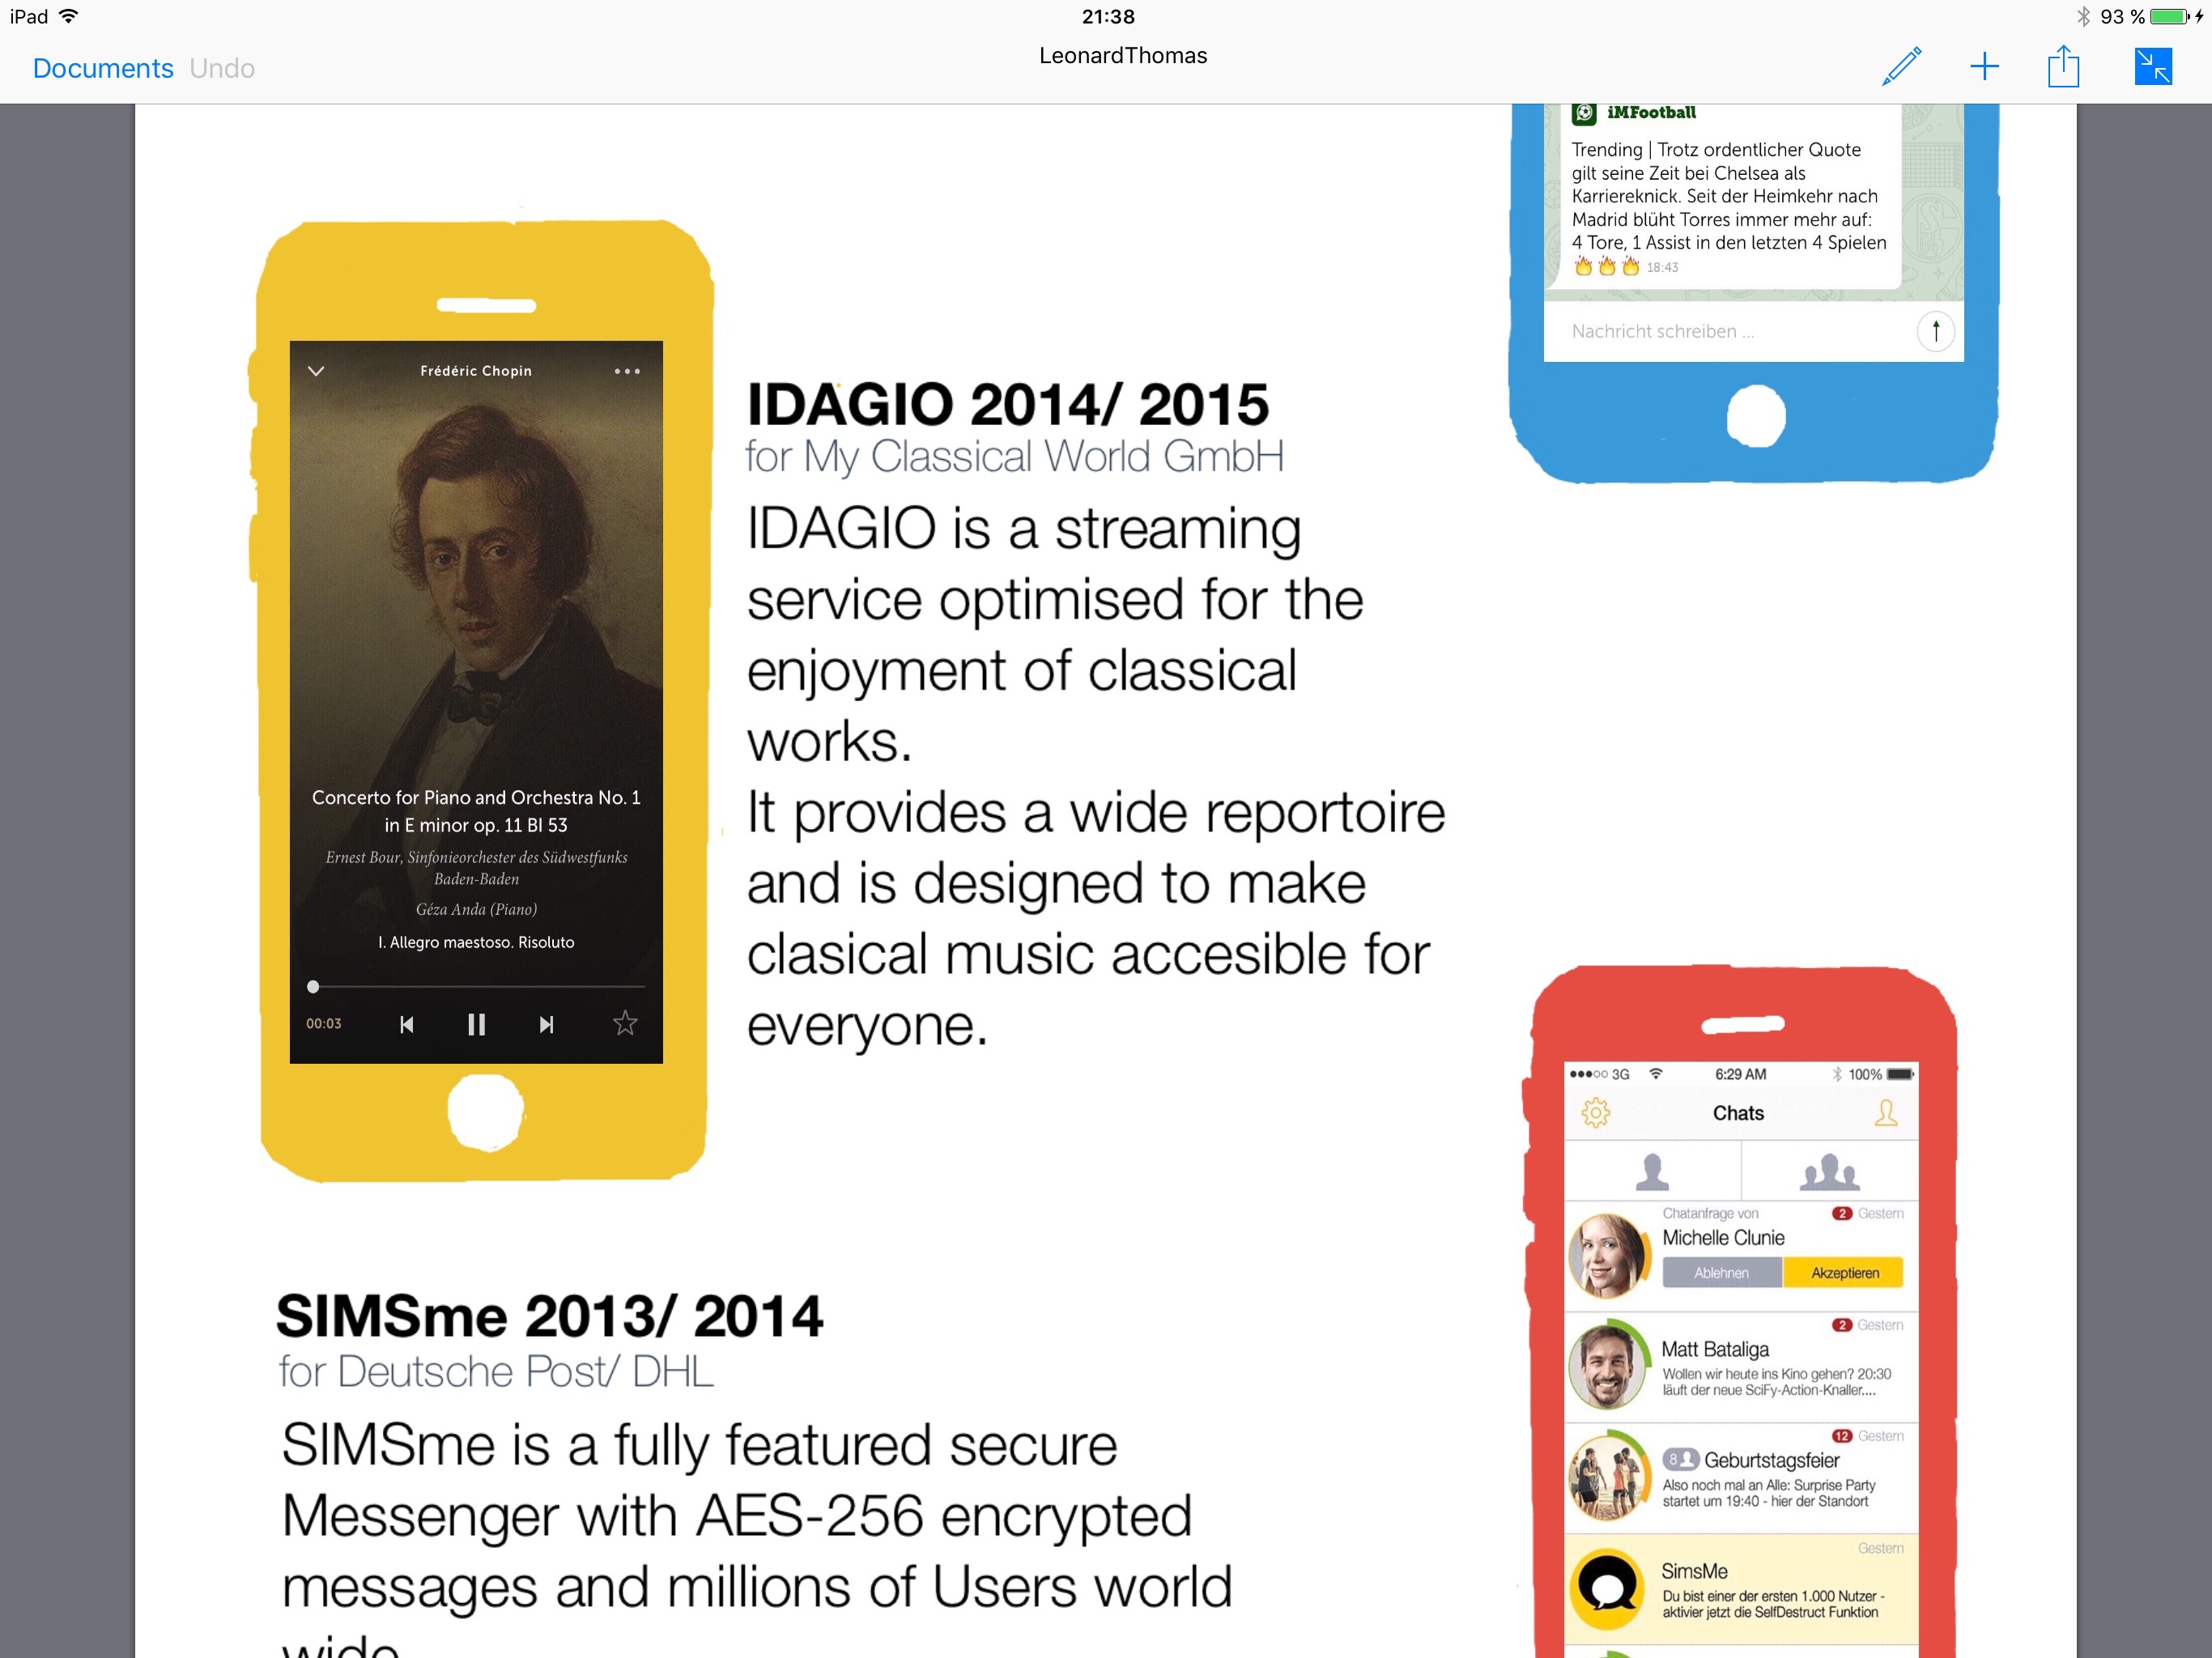 iPad 21:38 93 %
Documents Undo LeonardThomas
iMFootball
Trending | Trotz ordentlicher Quote
gilt seine Zeit bei Chelsea als
Karriereknick. Seit der Heimkehr nach
Madrid blüht Torres immer mehr auf:
4 Tore, 1 Assist in den letzten 4 Spielen
🔥🔥🔥 18:43
Nachricht schreiben ...
Frédéric Chopin
Concerto for Piano and Orchestra No. 1
in E minor op. 11 BI 53
Ernest Bour, Sinfonieorchester des Südwestfunks
Baden-Baden
Géza Anda (Piano)
I. Allegro maestoso. Risoluto
00:03
IDAGIO 2014/ 2015
for My Classical World GmbH
IDAGIO is a streaming
service optimised for the
enjoyment of classical
works.
It provides a wide reportoire
and is designed to make
clasical music accesible for
everyone.
SIMSme 2013/ 2014
for Deutsche Post/ DHL
SIMSme is a fully featured secure
Messenger with AES-256 encrypted
messages and millions of Users world
wide
3G 6:29 AM 100%
Chats
Chatanfrage von 2 Gestern
Michelle Clunie
Ablehnen Akzeptieren
2 Gestern
Matt Bataliga
Wollen wir heute ins Kino gehen? 20:30
läuft der neue SciFy-Action-Knaller....
12 Gestern
8 Geburtstagsfeier
Also noch mal an Alle: Surprise Party
startet um 19:40 - hier der Standort
Gestern
SimsMe
Du bist einer der ersten 1.000 Nutzer -
aktivier jetzt die SelfDestruct Funktion